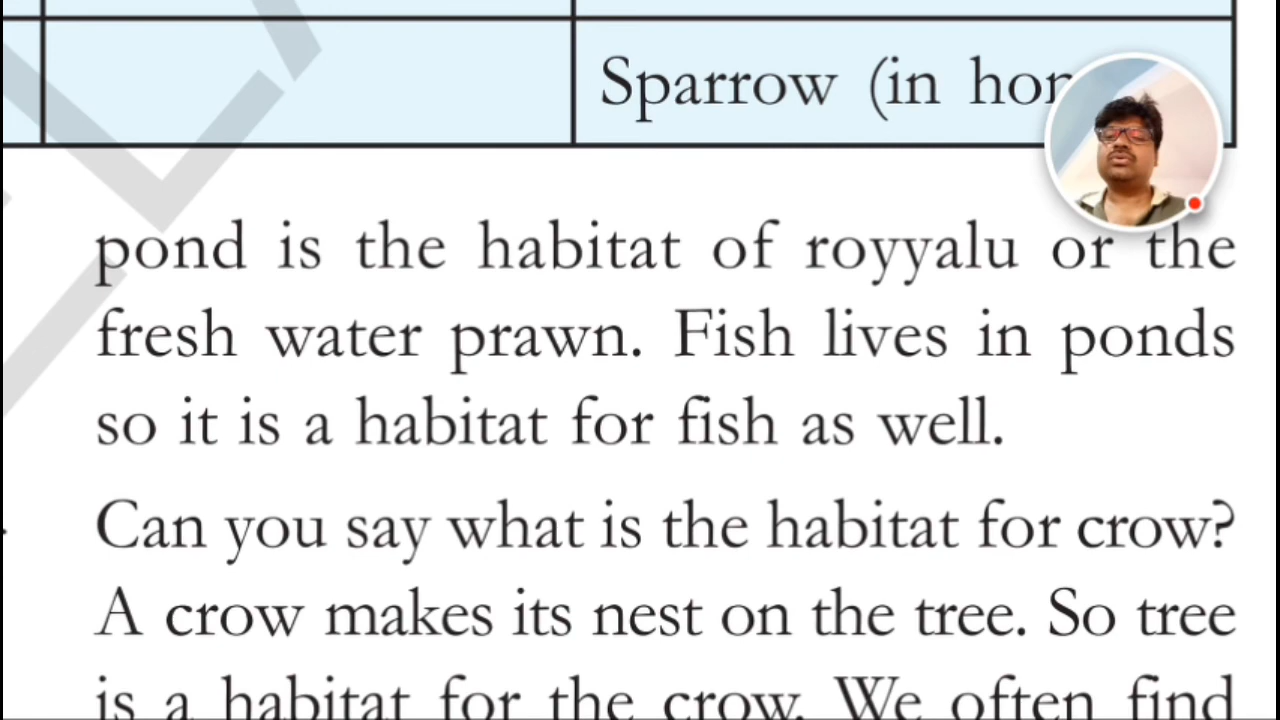 Sparrow (in
pond is the habitat of royyalu or the
fresh water prawn. Fish lives in ponds
so it is a habitat for fish as well.
Can you say what is the habitat for crow?
A crow makes its nest on the tree. So tree
is a habitat for the crow. We often find